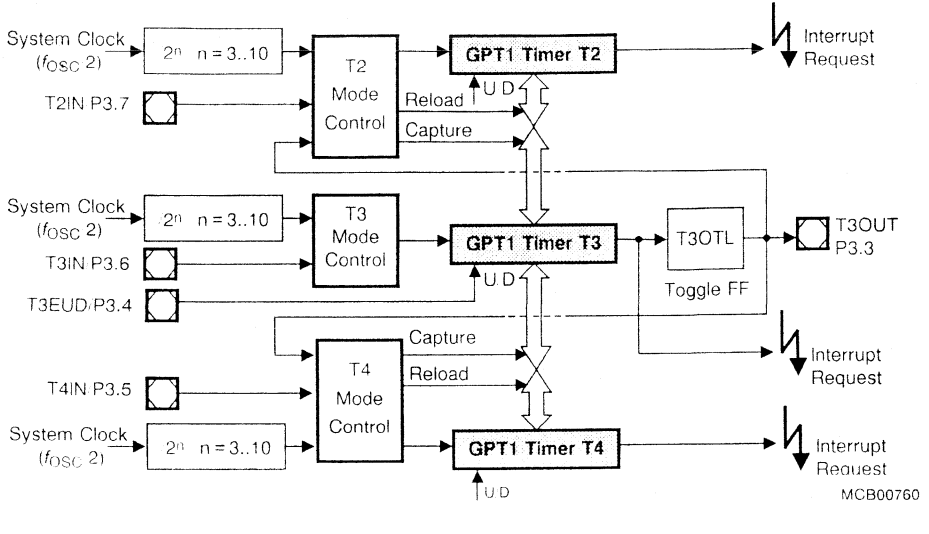 System Clock
(fOSC 2)
2n n=3..10
T2
Mode
Control
GPT1 Timer T2
Interrupt
Request
U D
T2IN P3.7
Reload
Capture
System Clock
(fOSC 2)
2n n=3..10
T3
Mode
Control
GPT1 Timer T3
T3OTL
Toggle FF
T3OUT
P3.3
T3IN P3.6
U D
T3EUD P3.4
Interrupt
Request
Capture
Reload
T4IN P3.5
T4
Mode
Control
System Clock
(fOSC 2)
2n n=3..10
GPT1 Timer T4
Interrupt
Request
U D
MCB00760